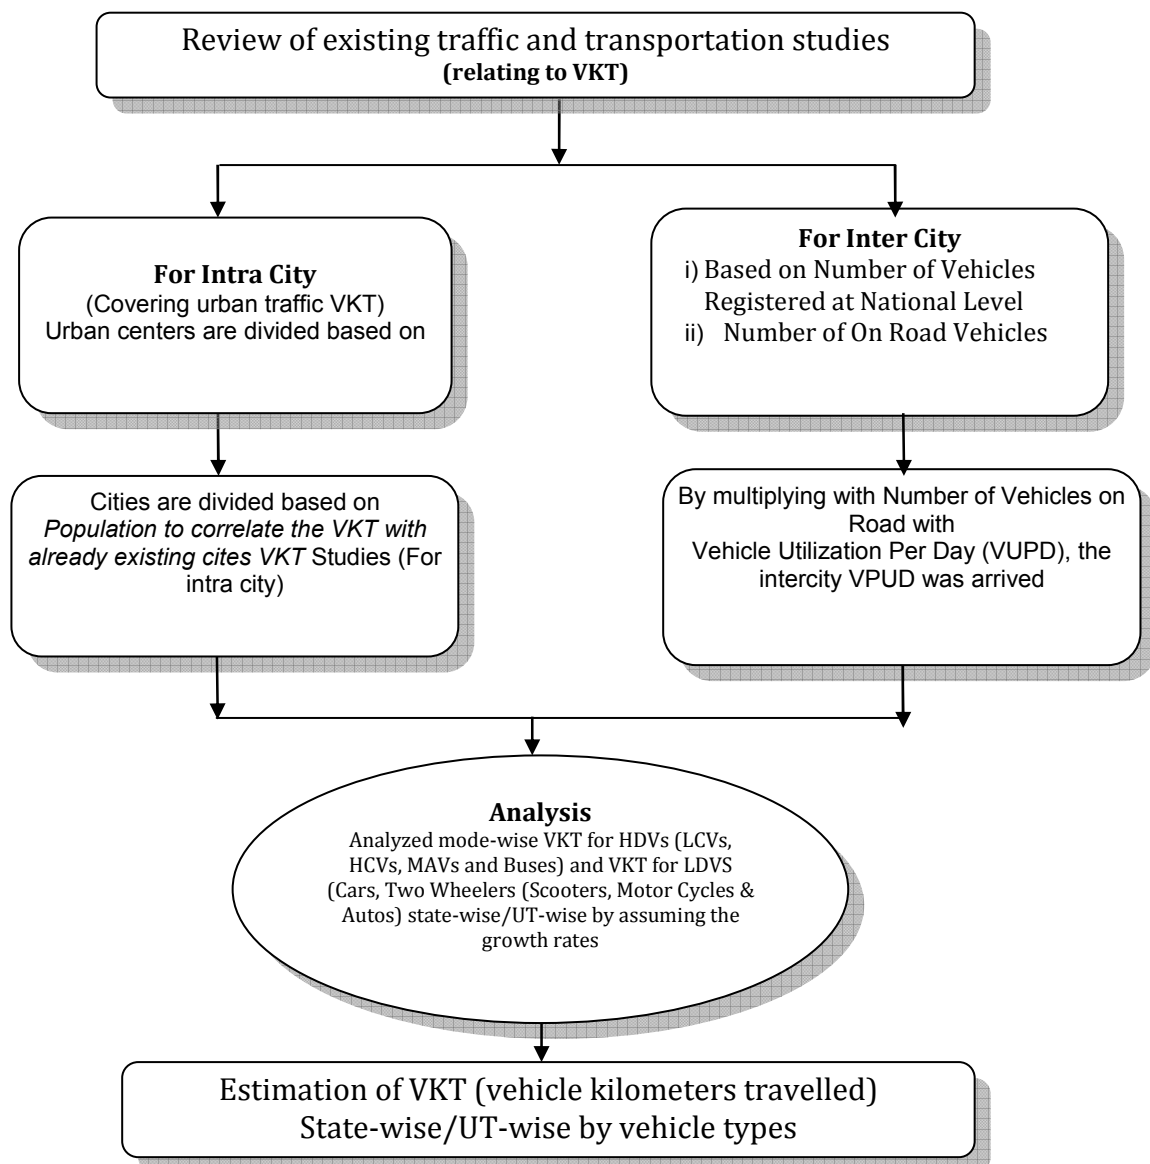 Review of existing traffic and transportation studies
(relating to VKT)
For Intra City
(Covering urban traffic VKT)
Urban centers are divided based on
For Inter City
i) Based on Number of Vehicles
Registered at National Level
ii) Number of On Road Vehicles
Cities are divided based on
Population to correlate the VKT with
already existing cites VKT Studies (For
intra city)
By multiplying with Number of Vehicles on
Road with
Vehicle Utilization Per Day (VUPD), the
intercity VPUD was arrived
Analysis
Analyzed mode-wise VKT for HDVs (LCVs,
HCVs, MAVs and Buses) and VKT for LDVS
(Cars, Two Wheelers (Scooters, Motor Cycles &
Autos) state-wise/UT-wise by assuming the
growth rates
Estimation of VKT (vehicle kilometers travelled)
State-wise/UT-wise by vehicle types